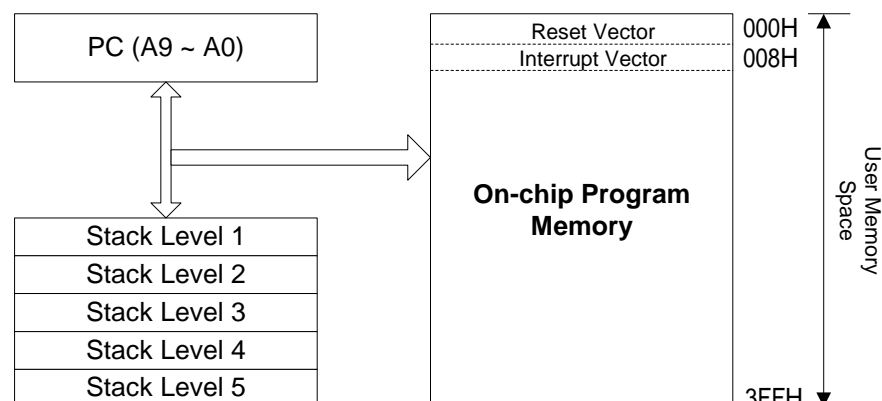 PC (A9 ~ A0)
Stack Level 1
Stack Level 2
Stack Level 3
Stack Level 4
Stack Level 5
Reset Vector
Interrupt Vector
On-chip Program
Memory
000H
008H
3FFH
User Memory
Space